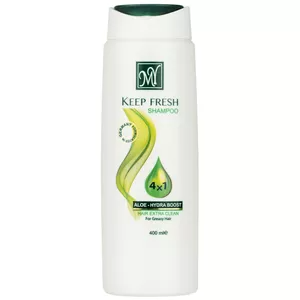 MY
KEEP FRESH
SHAMPOO
4x1
ALOE - HYDRA BOOST
HAIR EXTRA CLEAN
For Greasy Hair
400 ml ℮